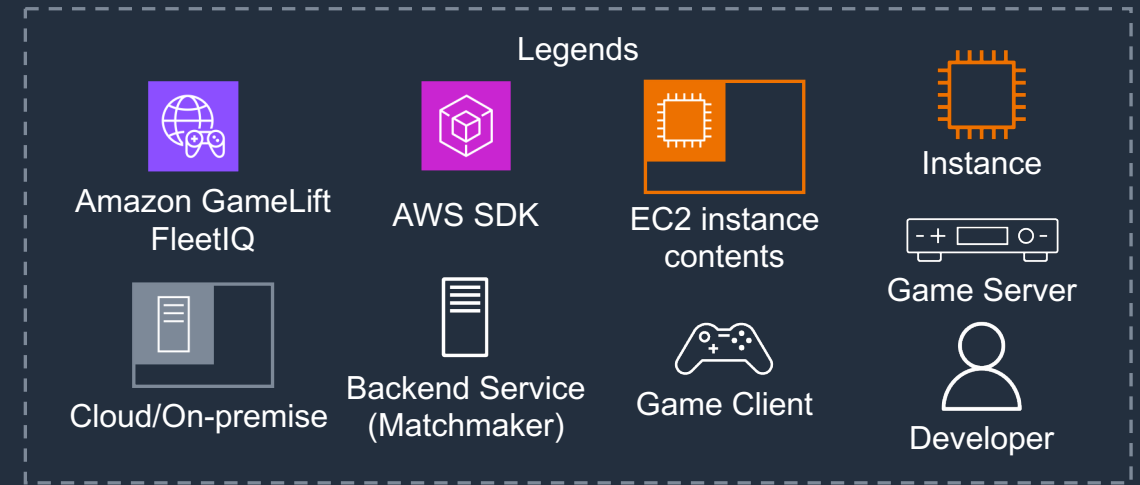 Legends
Amazon GameLift
FleetIQ
AWS SDK
EC2 instance
contents
Instance
Game Server
Cloud/On-premise
Backend Service
(Matchmaker)
Game Client
Developer